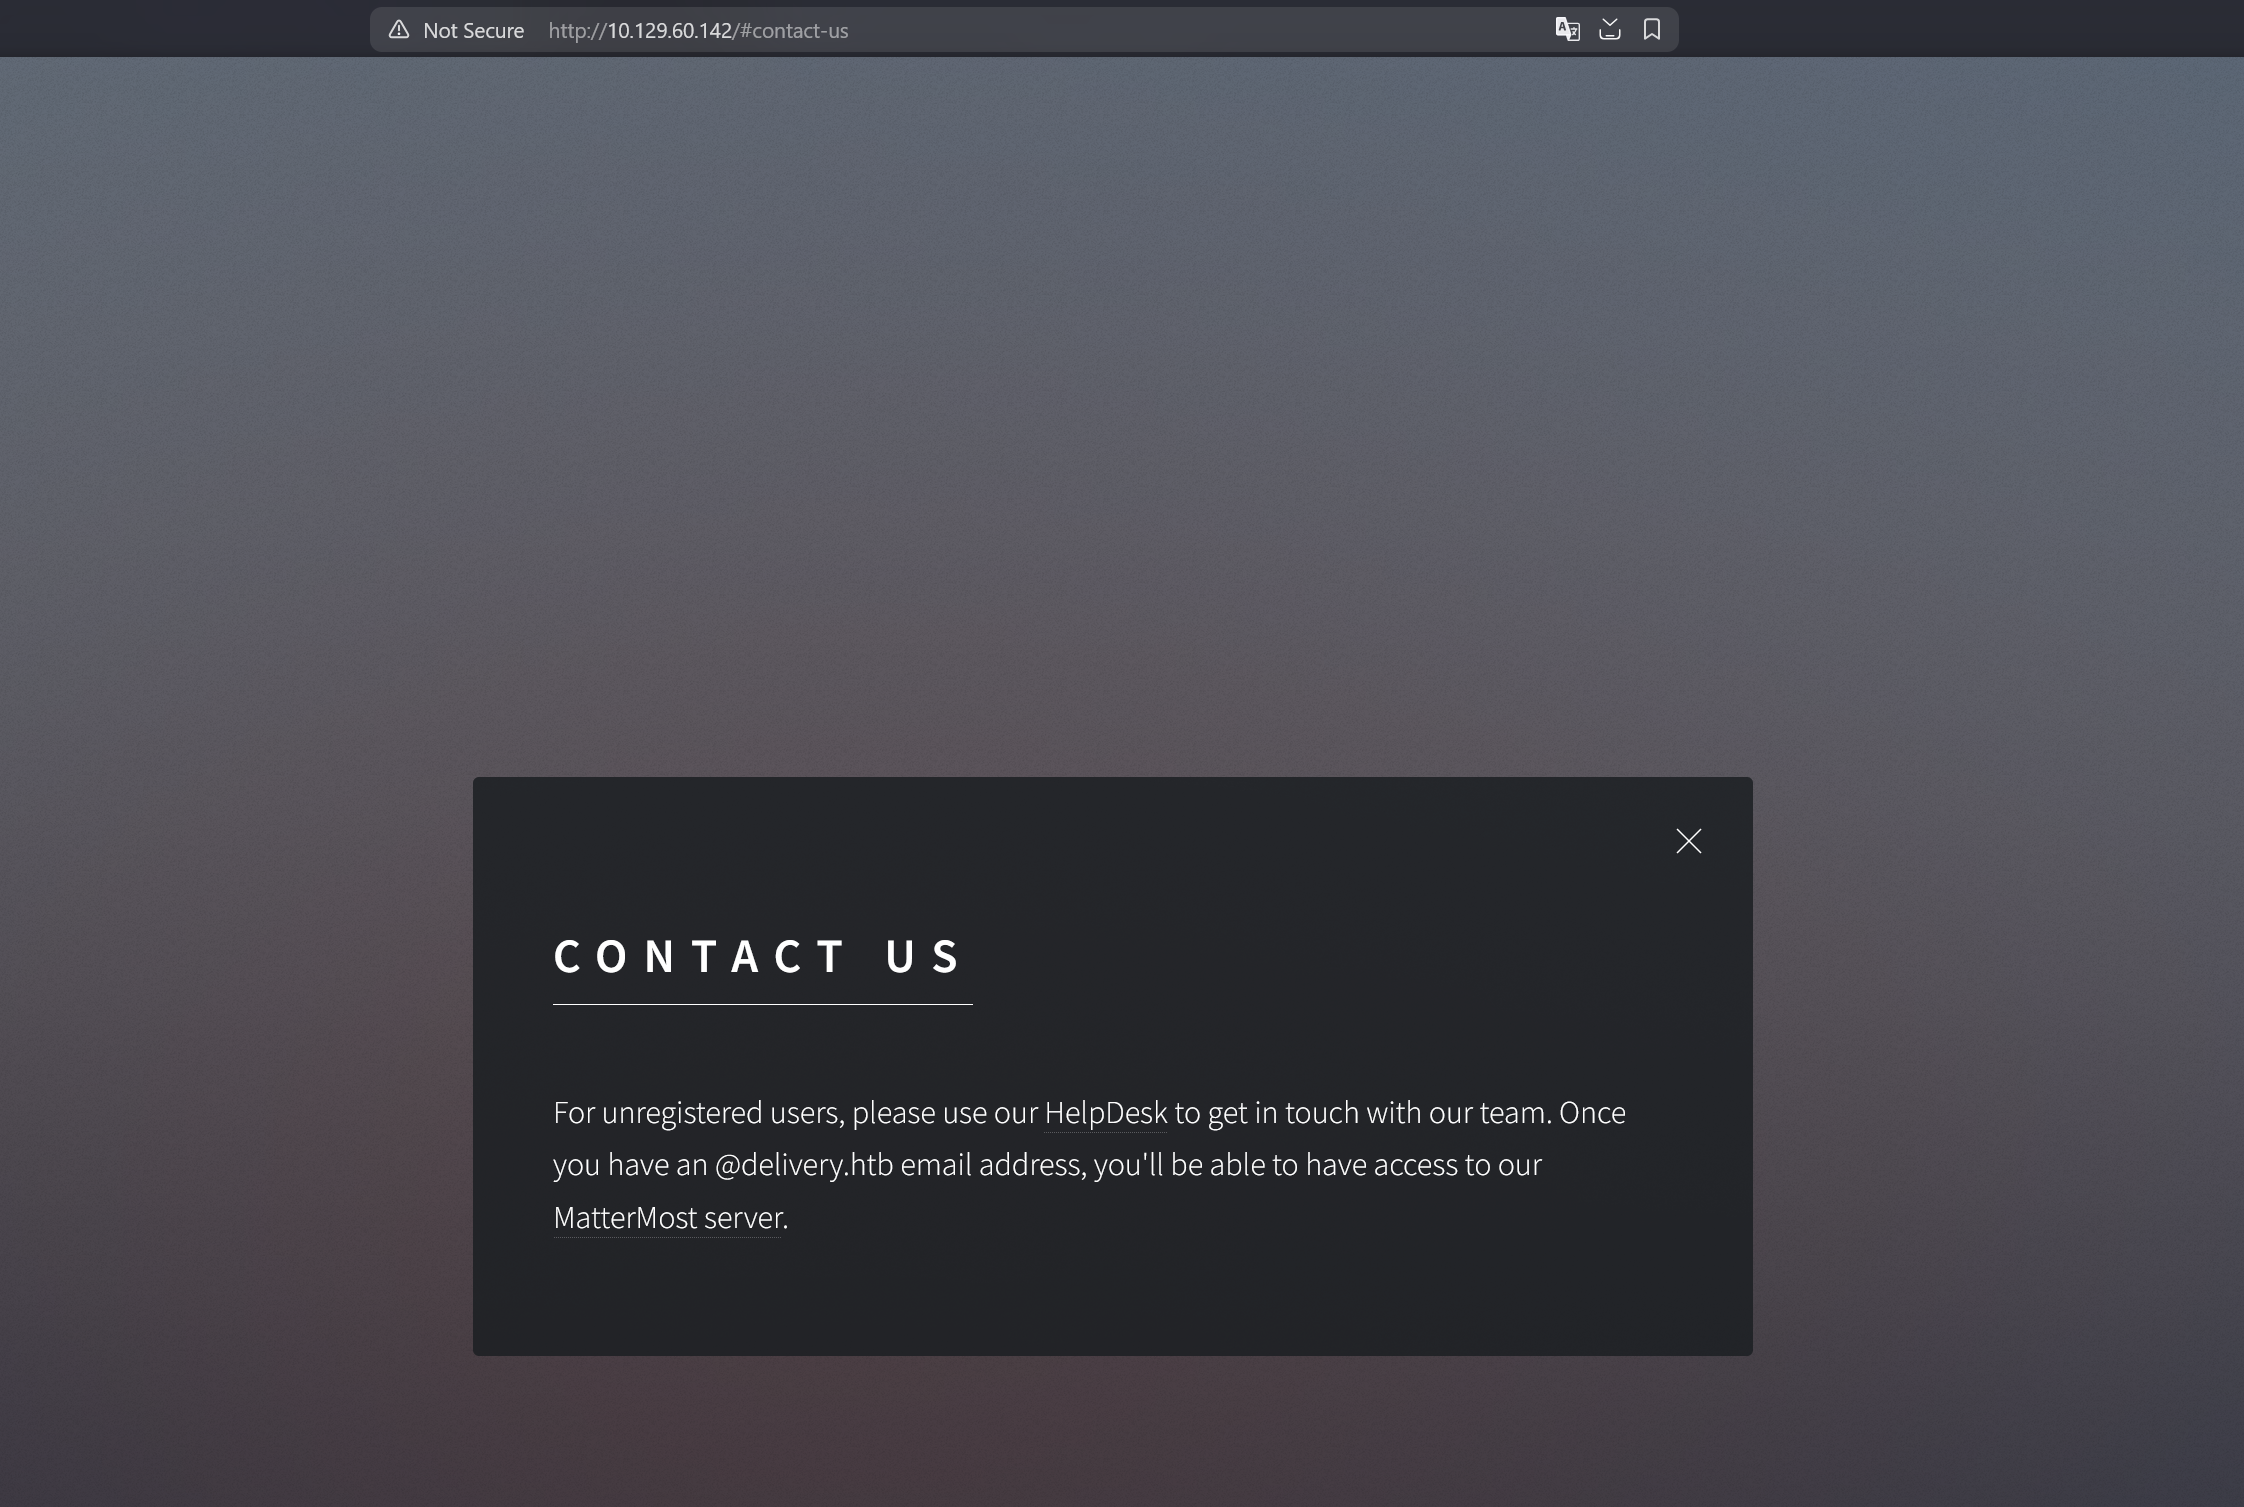 Not Secure http://10.129.60.142/#contact-us
CONTACT US
For unregistered users, please use our HelpDesk to get in touch with our team. Once
you have an @delivery.htb email address, you'll be able to have access to our
MatterMost server.